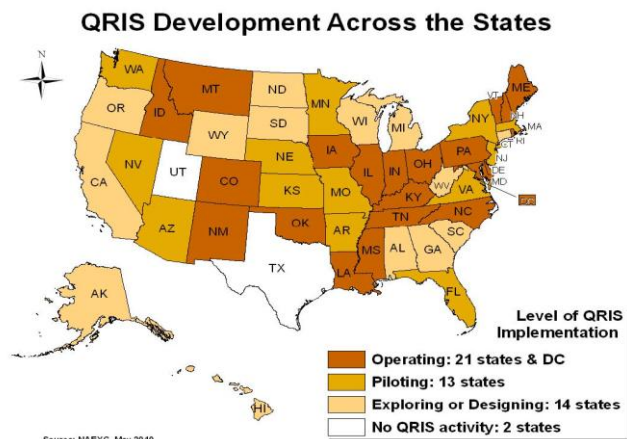 QRIS Development Across the States
N
WA
MT
ND
MN
VT
ME
OR
ID
SD
WI
MI
NY
NH
MA
WY
CT
RI
NV
NE
IA
PA
NJ
UT
IL
IN
OH
DE
CA
CO
KS
MO
WV
VA
MD
KY
AZ
NM
OK
AR
TN
NC
SC
TX
MS
AL
GA
LA
AK
FL
HI
Level of QRIS
Implementation
Operating: 21 states & DC
Piloting: 13 states
Exploring or Designing: 14 states
No QRIS activity: 2 states